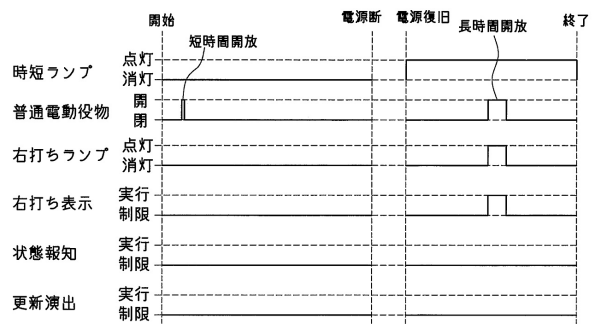 開始
電源断
電源復旧
終了
短時間開放
長時間開放
時短ランプ
点灯
消灯
普通電動役物
開
閉
右打ちランプ
点灯
消灯
右打ち表示
実行
制限
状態報知
実行
制限
更新演出
実行
制限